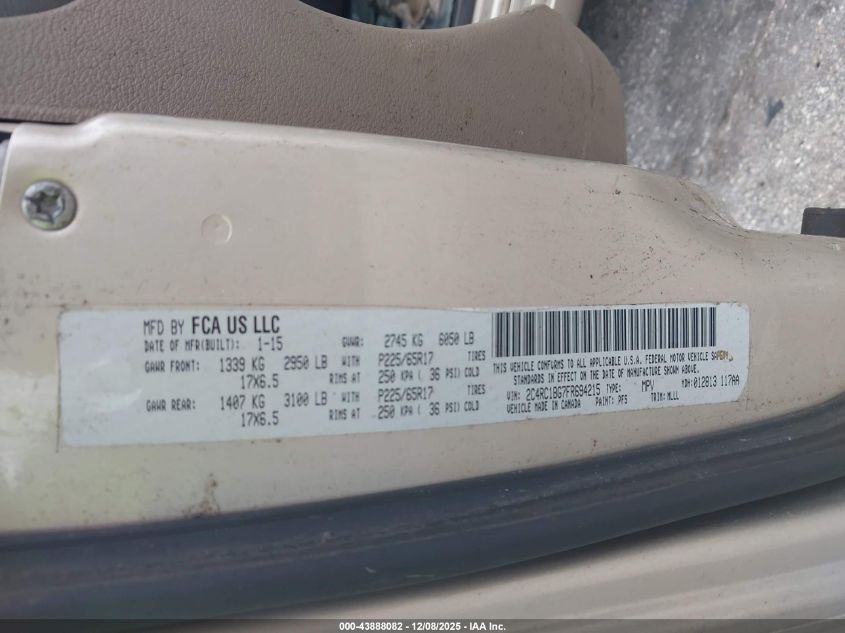 MFD BY FCA US LLC
DATE OF MFR(BUILT): 1-15 GVWR: 2745 KG 6050 LB
GAWR FRONT: 1339 KG 2950 LB WITH P225/65R17 TIRES
17X6.5 RIMS AT 250 KPA ( 36 PSI) COLD
GAWR REAR: 1407 KG 3100 LB WITH P225/65R17 TIRES
17X6.5 RIMS AT 250 KPA ( 36 PSI) COLD
THIS VEHICLE CONFORMS TO ALL APPLICABLE U.S.A. FEDERAL MOTOR VEHICLE
STANDARDS IN EFFECT ON THE DATE OF MANUFACTURE SHOWN ABOVE.
VIN: 2C4RC1BG7FR694215 TYPE: MPV MDH: 012813 117AA
VEHICLE MADE IN CANADA PAINT: PFS TRIM: MLLL
000-43888082 | 12/08/2025 - IAA Inc.